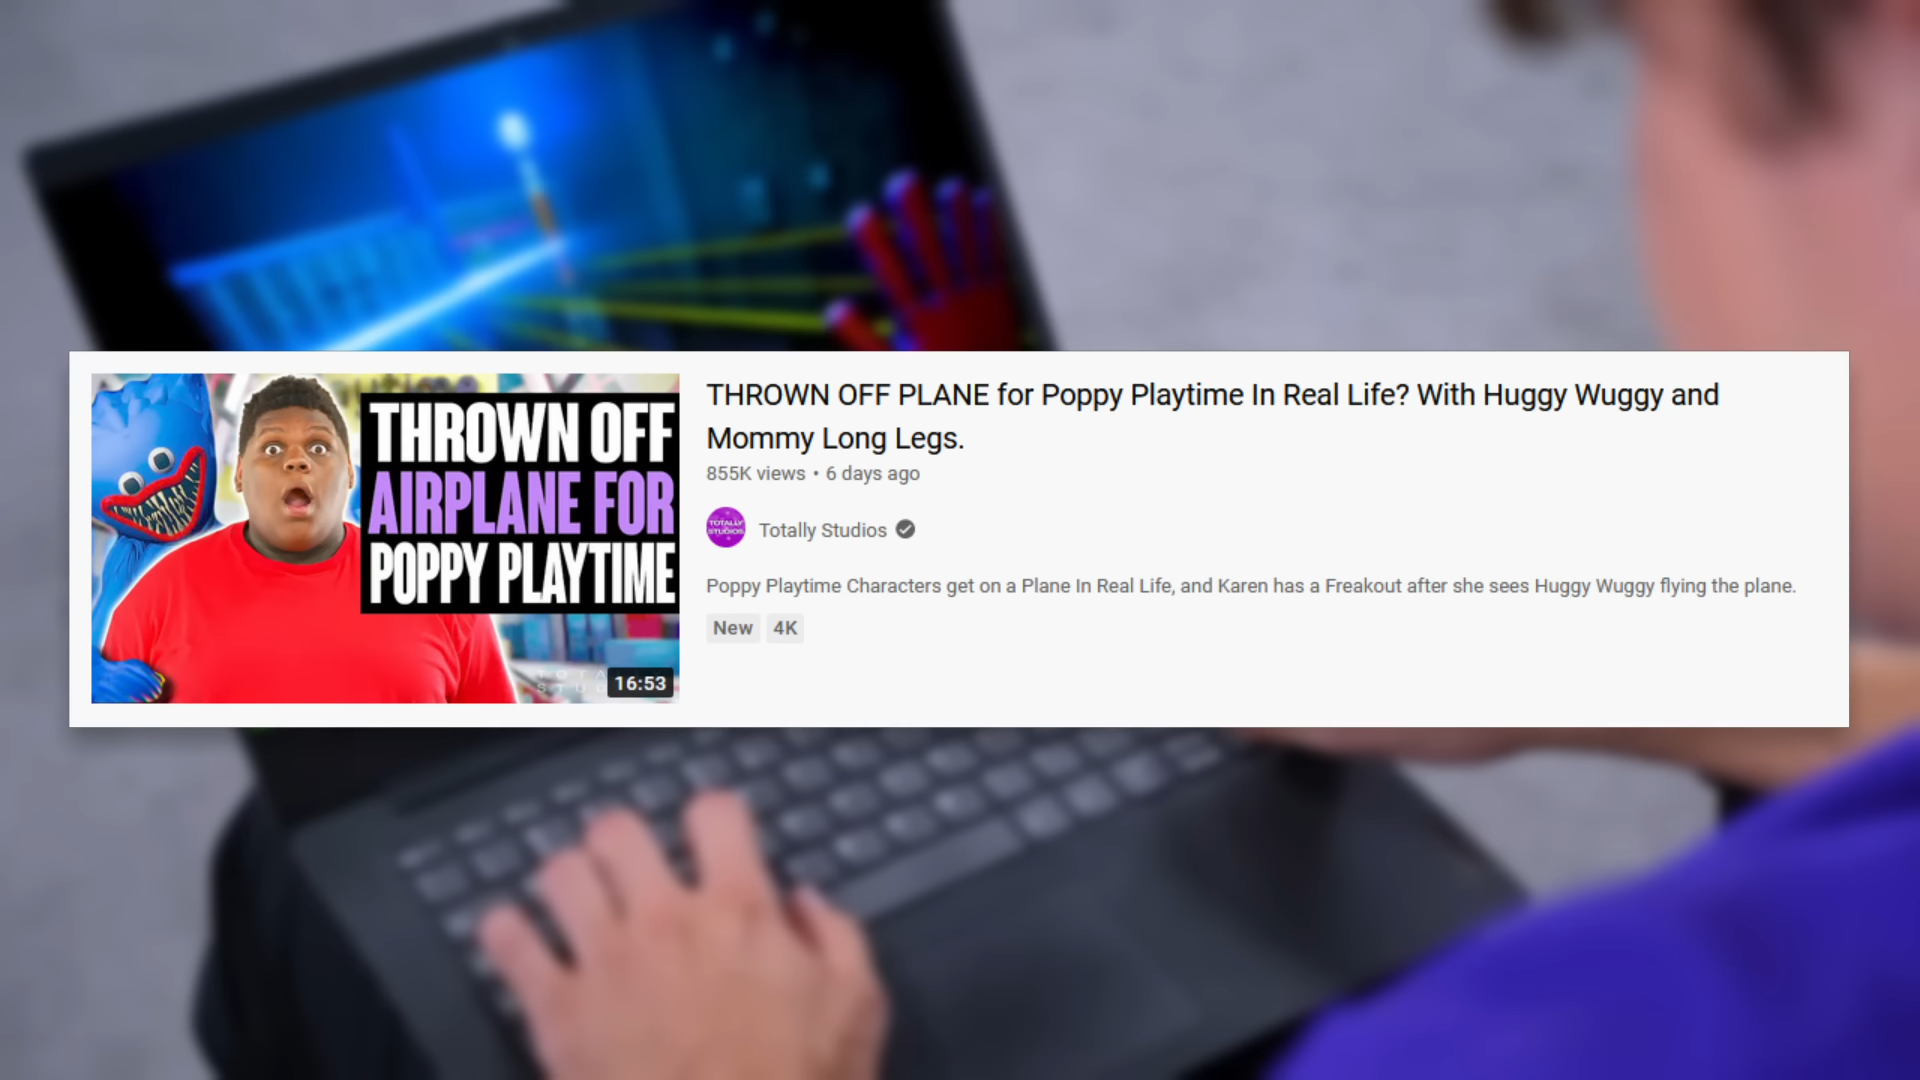 THROWN OFF
AIRPLANE FOR
POPPY PLAYTIME
16:53
THROWN OFF PLANE for Poppy Playtime In Real Life? With Huggy Wuggy and
Mommy Long Legs.
855K views • 6 days ago
TOTALLY
STUDIOS
Totally Studios
Poppy Playtime Characters get on a Plane In Real Life, and Karen has a Freakout after she sees Huggy Wuggy flying the plane.
New 4K